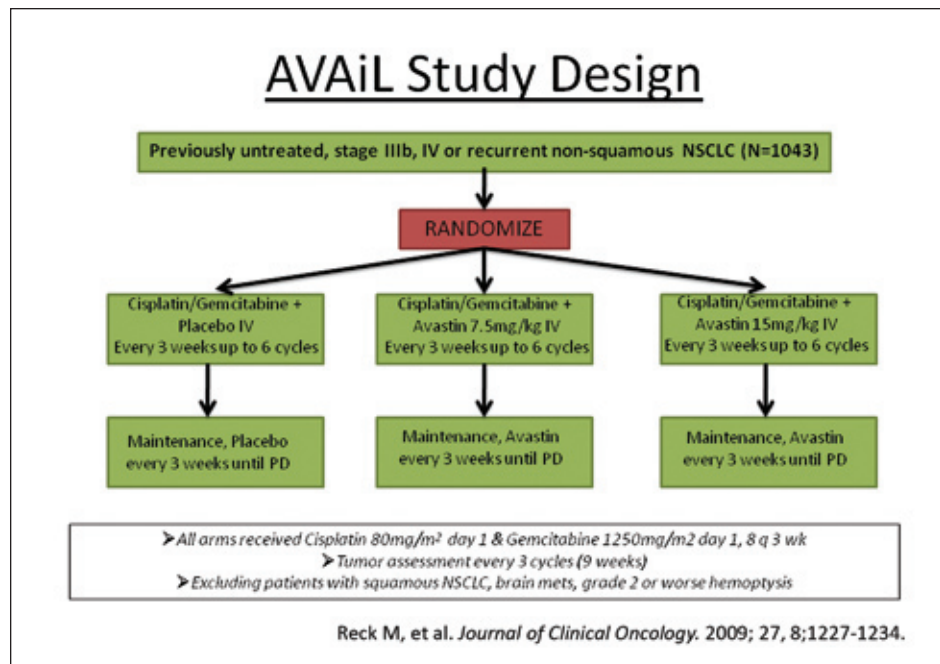 AVAiL Study Design
Previously untreated, stage IIIb, IV or recurrent non-squamous NSCLC (N=1043)
RANDOMIZE
Cisplatin/Gemcitabine +
Placebo IV
Every 3 weeks up to 6 cycles
Cisplatin/Gemcitabine +
Avastin 7.5mg/kg IV
Every 3 weeks up to 6 cycles
Cisplatin/Gemcitabine +
Avastin 15mg/kg IV
Every 3 weeks up to 6 cycles
Maintenance, Placebo
every 3 weeks until PD
Maintenance, Avastin
every 3 weeks until PD
Maintenance, Avastin
every 3 weeks until PD
➤All arms received Cisplatin 80mg/m² day 1 & Gemcitabine 1250mg/m2 day 1, 8 q 3 wk
➤Tumor assessment every 3 cycles (9 weeks)
➤Excluding patients with squamous NSCLC, brain mets, grade 2 or worse hemoptysis
Reck M, et al. Journal of Clinical Oncology. 2009; 27, 8;1227-1234.